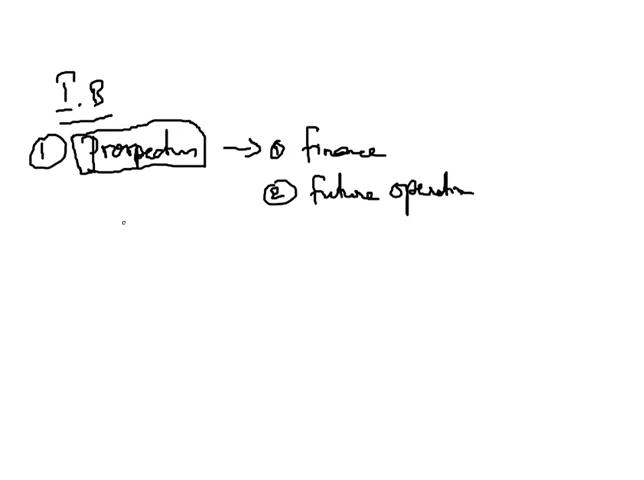 I.B
① Prospectus → ① Finance
② Future operation